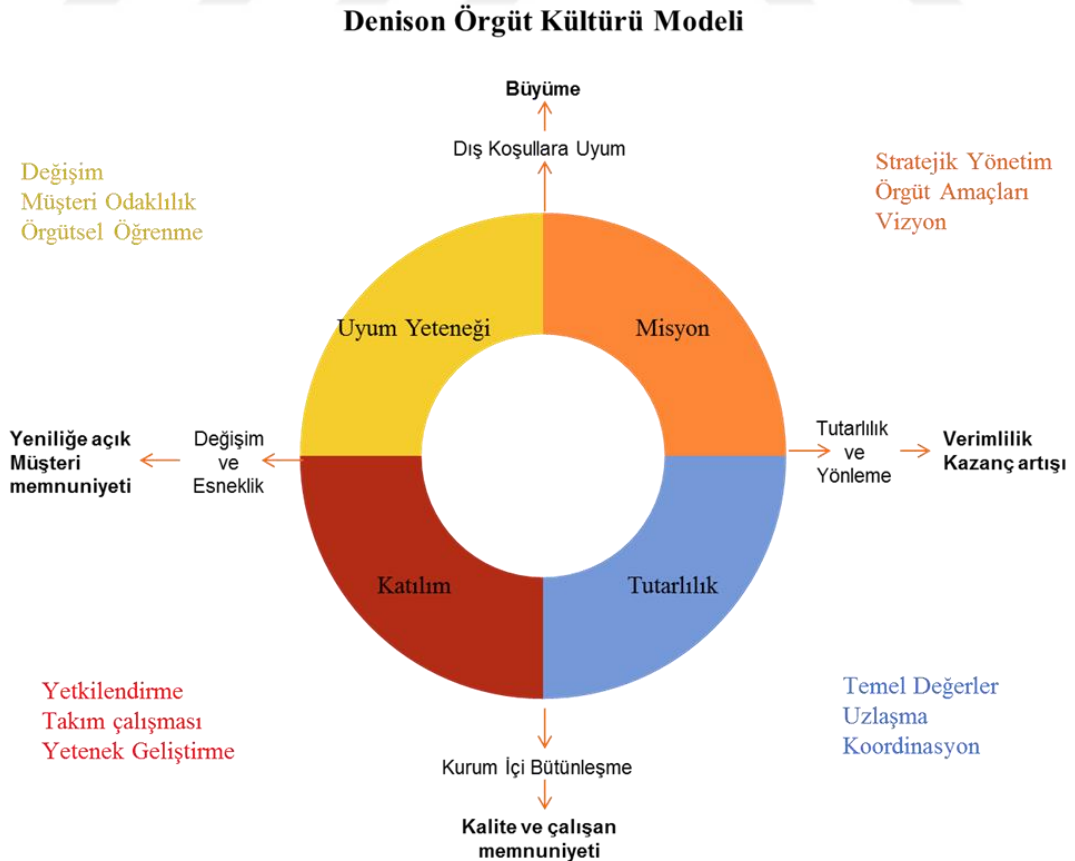 Denison Örgüt Kültürü Modeli
Büyüme
Dış Koşullara Uyum
Değişim
Müşteri Odaklılık
Örgütsel Öğrenme
Stratejik Yönetim
Örgüt Amaçları
Vizyon
Uyum Yeteneği
Misyon
Yeniliğe açık
Müşteri
memnuniyeti
Değişim
ve
Esneklik
Tutarlılık
ve
Yönleme
Verimlilik
Kazanç artışı
Katılım
Tutarlılık
Yetkilendirme
Takım çalışması
Yetenek Geliştirme
Temel Değerler
Uzlaşma
Koordinasyon
Kurum İçi Bütünleşme
Kalite ve çalışan
memnuniyeti